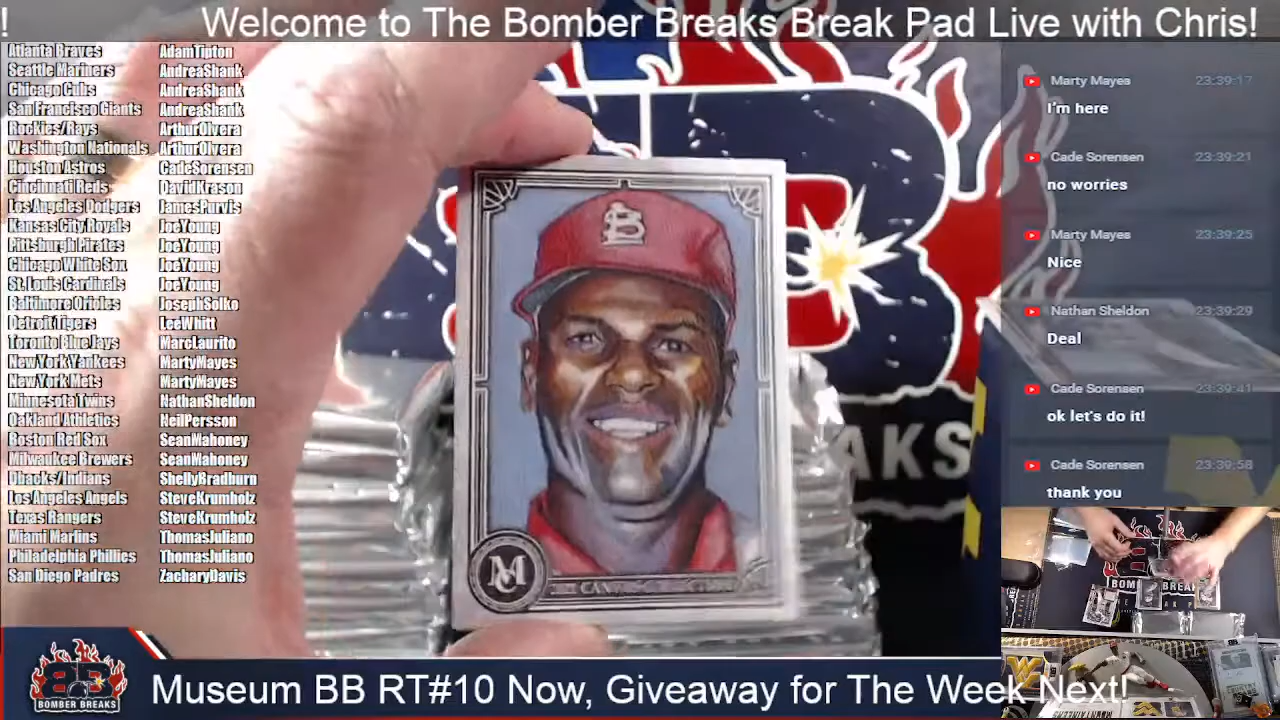 !
Welcome to The Bomber Breaks Break Pad Live with Chris!
Atlanta Braves AdamTipton
Seattle Mariners AndreaShank
Chicago Cubs AndreaShank
San Francisco Giants AndreaShank
Rockies/Rays ArthurOlvera
Washington Nationals ArthurOlvera
Houston Astros CadeSorensen
Cincinnati Reds DavidKrason
Los Angeles Dodgers JamesPurvis
Kansas City Royals JoeYoung
Pittsburgh Pirates JoeYoung
Chicago White Sox JoeYoung
St. Louis Cardinals JoeYoung
Baltimore Orioles JosephSolko
Detroit Tigers LeeWhitt
Toronto Blue Jays MarcLaurito
New York Yankees MartyMayes
New York Mets MartyMayes
Minnesota Twins NathanSheldon
Oakland Athletics NeilPersson
Boston Red Sox SeanMahoney
Milwaukee Brewers SeanMahoney
Dbacks/Indians ShellyBradburn
Los Angeles Angels SteveKrumholz
Texas Rangers SteveKrumholz
Miami Marlins ThomasJuliano
Philadelphia Phillies ThomasJuliano
San Diego Padres ZacharyDavis
MC
AKS
Marty Mayes 23:39:17
I'm here
Cade Sorensen 23:39:21
no worries
Marty Mayes 23:39:25
Nice
Nathan Sheldon 23:39:29
Deal
Cade Sorensen 23:39:41
ok let's do it!
Cade Sorensen 23:39:58
thank you
BOMBER BREAKS
Museum BB RT#10 Now, Giveaway for The Week Next!